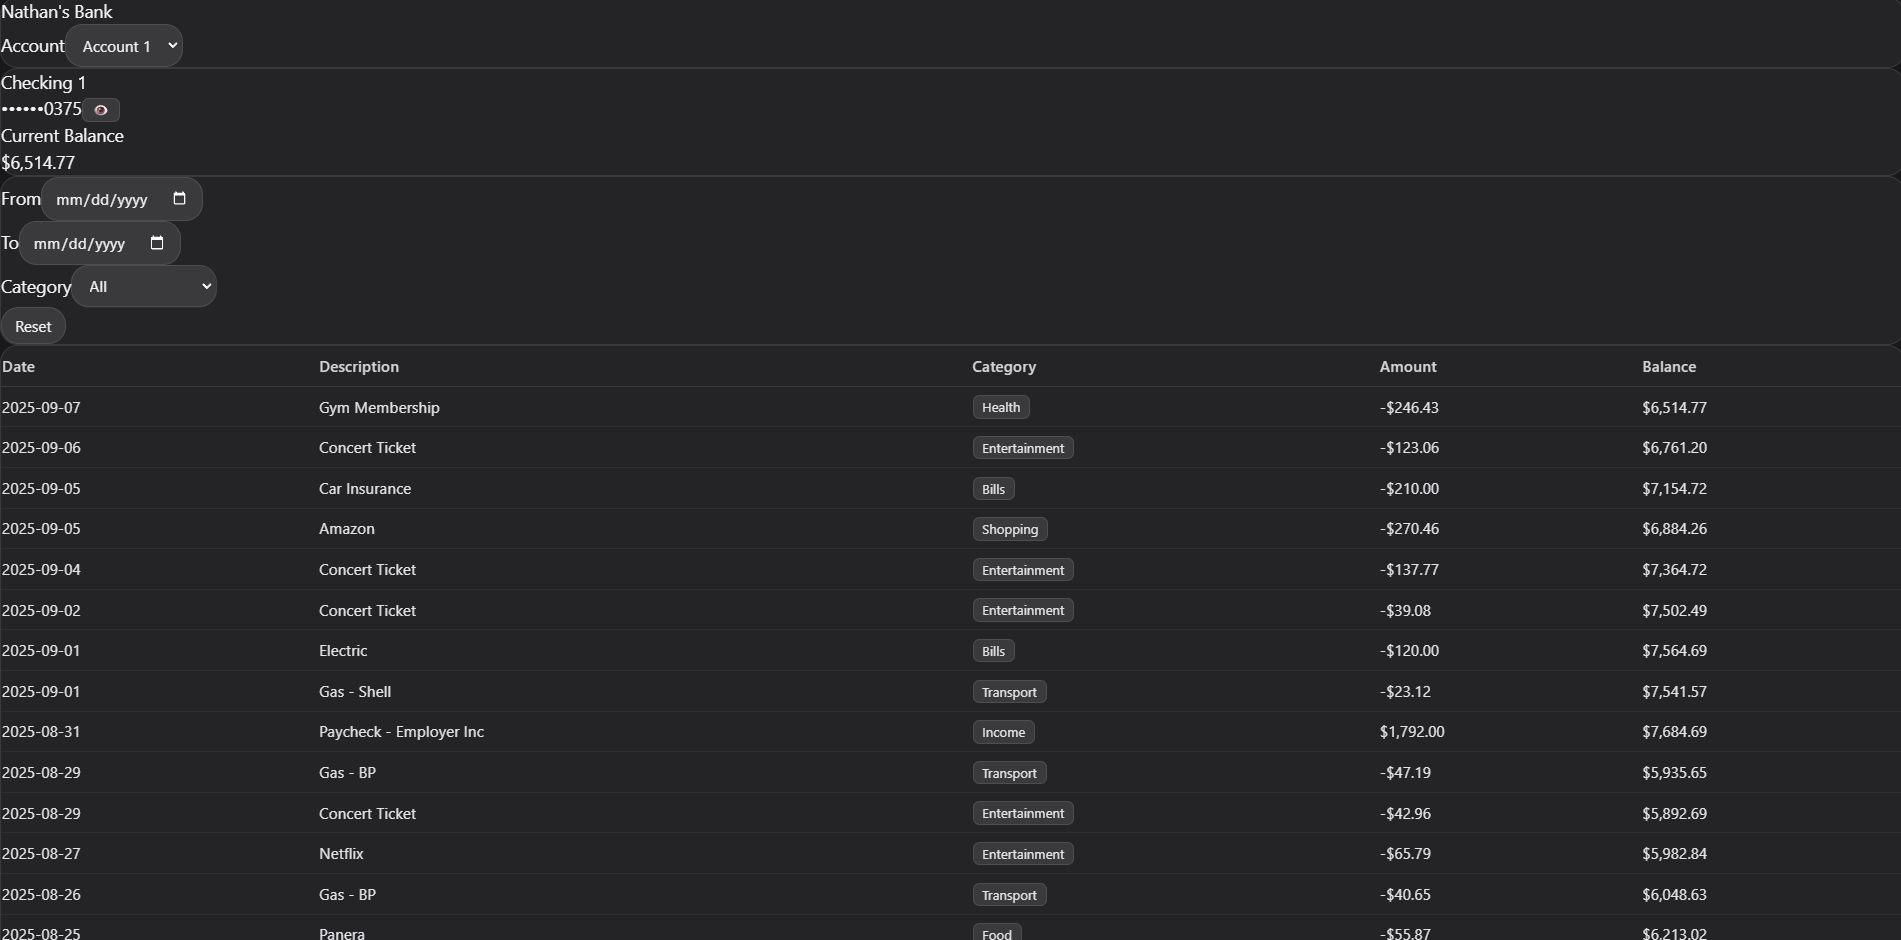 Nathan's Bank
Account Account 1
Checking 1
••••••0375
Current Balance
$6,514.77
From mm/dd/yyyy
To mm/dd/yyyy
Category All
Reset
Date Description Category Amount Balance
2025-09-07 Gym Membership Health -$246.43 $6,514.77
2025-09-06 Concert Ticket Entertainment -$123.06 $6,761.20
2025-09-05 Car Insurance Bills -$210.00 $7,154.72
2025-09-05 Amazon Shopping -$270.46 $6,884.26
2025-09-04 Concert Ticket Entertainment -$137.77 $7,364.72
2025-09-02 Concert Ticket Entertainment -$39.08 $7,502.49
2025-09-01 Electric Bills -$120.00 $7,564.69
2025-09-01 Gas - Shell Transport -$23.12 $7,541.57
2025-08-31 Paycheck - Employer Inc Income $1,792.00 $7,684.69
2025-08-29 Gas - BP Transport -$47.19 $5,935.65
2025-08-29 Concert Ticket Entertainment -$42.96 $5,892.69
2025-08-27 Netflix Entertainment -$65.79 $5,982.84
2025-08-26 Gas - BP Transport -$40.65 $6,048.63
2025-08-25 Panera Food -$55.87 $6,213.02